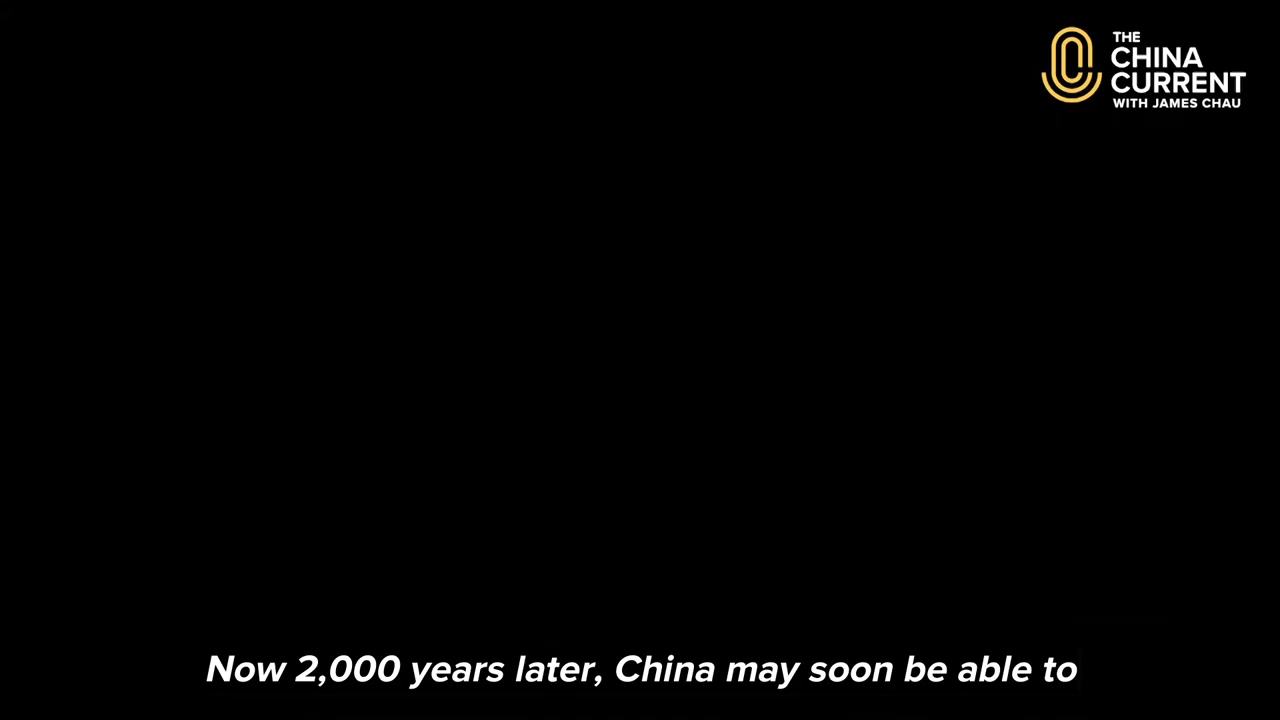 THE
CHINA
CURRENT
WITH JAMES CHAU
Now 2,000 years later, China may soon be able to